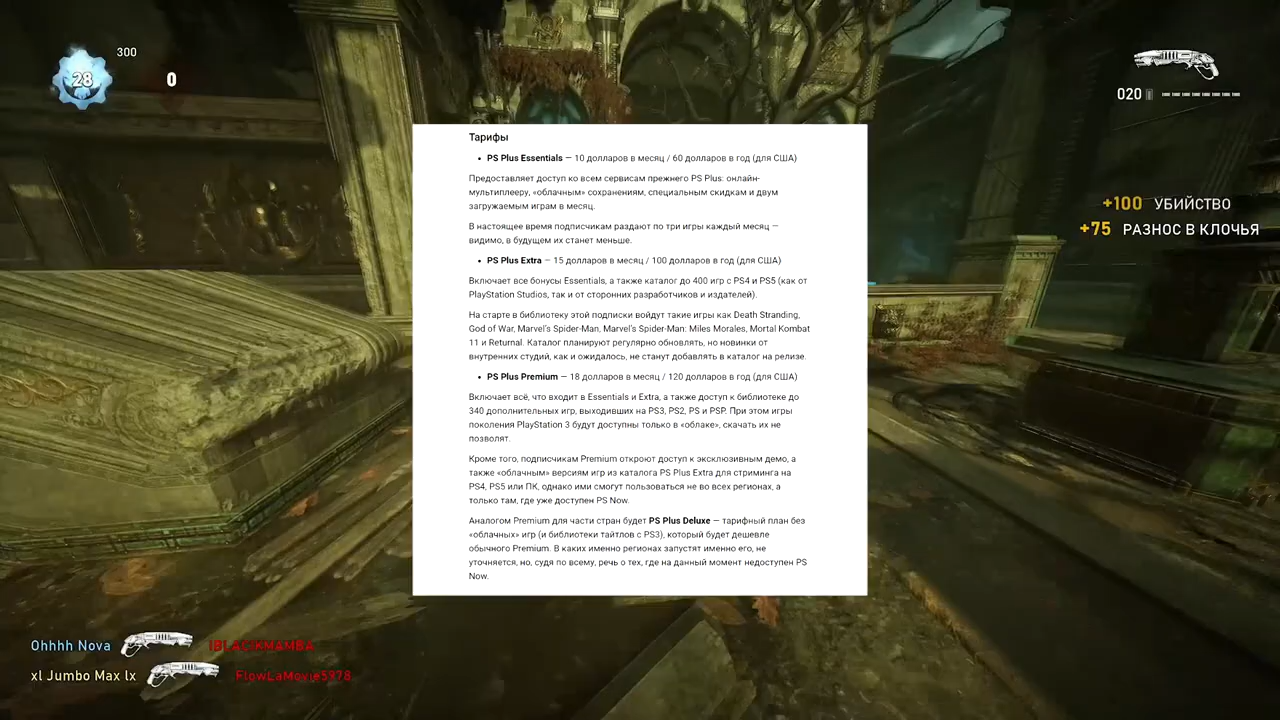 300
28
0
020
+100 УБИЙСТВО
+75 РАЗНОС В КЛОЧЬЯ
Тарифы
• PS Plus Essentials — 10 долларов в месяц / 60 долларов в год (для США)
Предоставляет доступ ко всем сервисам прежнего PS Plus: онлайн-
мультиплееру, «облачным» сохранениям, специальным скидкам и двум
загружаемым играм в месяц.
В настоящее время подписчикам раздают по три игры каждый месяц —
видимо, в будущем их станет меньше.
• PS Plus Extra — 15 долларов в месяц / 100 долларов в год (для США)
Включает все бонусы Essentials, а также каталог до 400 игр с PS4 и PS5 (как от
PlayStation Studios, так и от сторонних разработчиков и издателей).
На старте в библиотеку этой подписки войдут такие игры как Death Stranding,
God of War, Marvel's Spider-Man, Marvel's Spider-Man: Miles Morales, Mortal Kombat
11 и Returnal. Каталог планируют регулярно обновлять, но новинки от
внутренних студий, как и ожидалось, не станут добавлять в каталог на релизе.
• PS Plus Premium — 18 долларов в месяц / 120 долларов в год (для США)
Включает всё, что входит в Essentials и Extra, а также доступ к библиотеке до
340 дополнительных игр, выходивших на PS3, PS2, PS и PSP. При этом игры
поколения PlayStation 3 будут доступны только в «облаке», скачать их не
позволят.
Кроме того, подписчикам Premium откроют доступ к эксклюзивным демо, а
также «облачным» версиям игр из каталога PS Plus Extra для стриминга на
PS4, PS5 или ПК, однако ими смогут пользоваться не во всех регионах, а
только там, где уже доступен PS Now.
Аналогом Premium для части стран будет PS Plus Deluxe — тарифный план без
«облачных» игр (и библиотеки тайтлов с PS3), который будет дешевле
обычного Premium. В каких именно регионах запустят именно его, не
уточняется, но, судя по всему, речь о тех, где на данный момент недоступен PS
Now.
Ohhhh Nova IBLACIKMAMBA
xl Jumbo Max lx FlowLaMovie5978